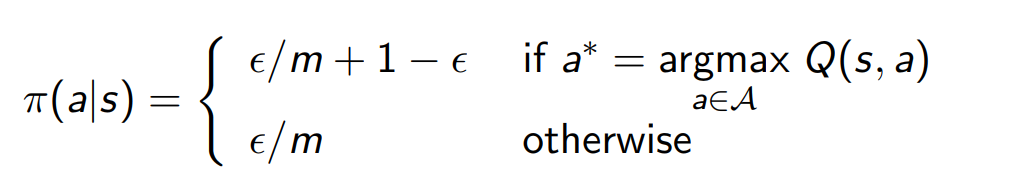 π(a|s) = { ϵ/m + 1 − ϵ if a* = argmax Q(s, a)
a∈𝒜
ϵ/m otherwise